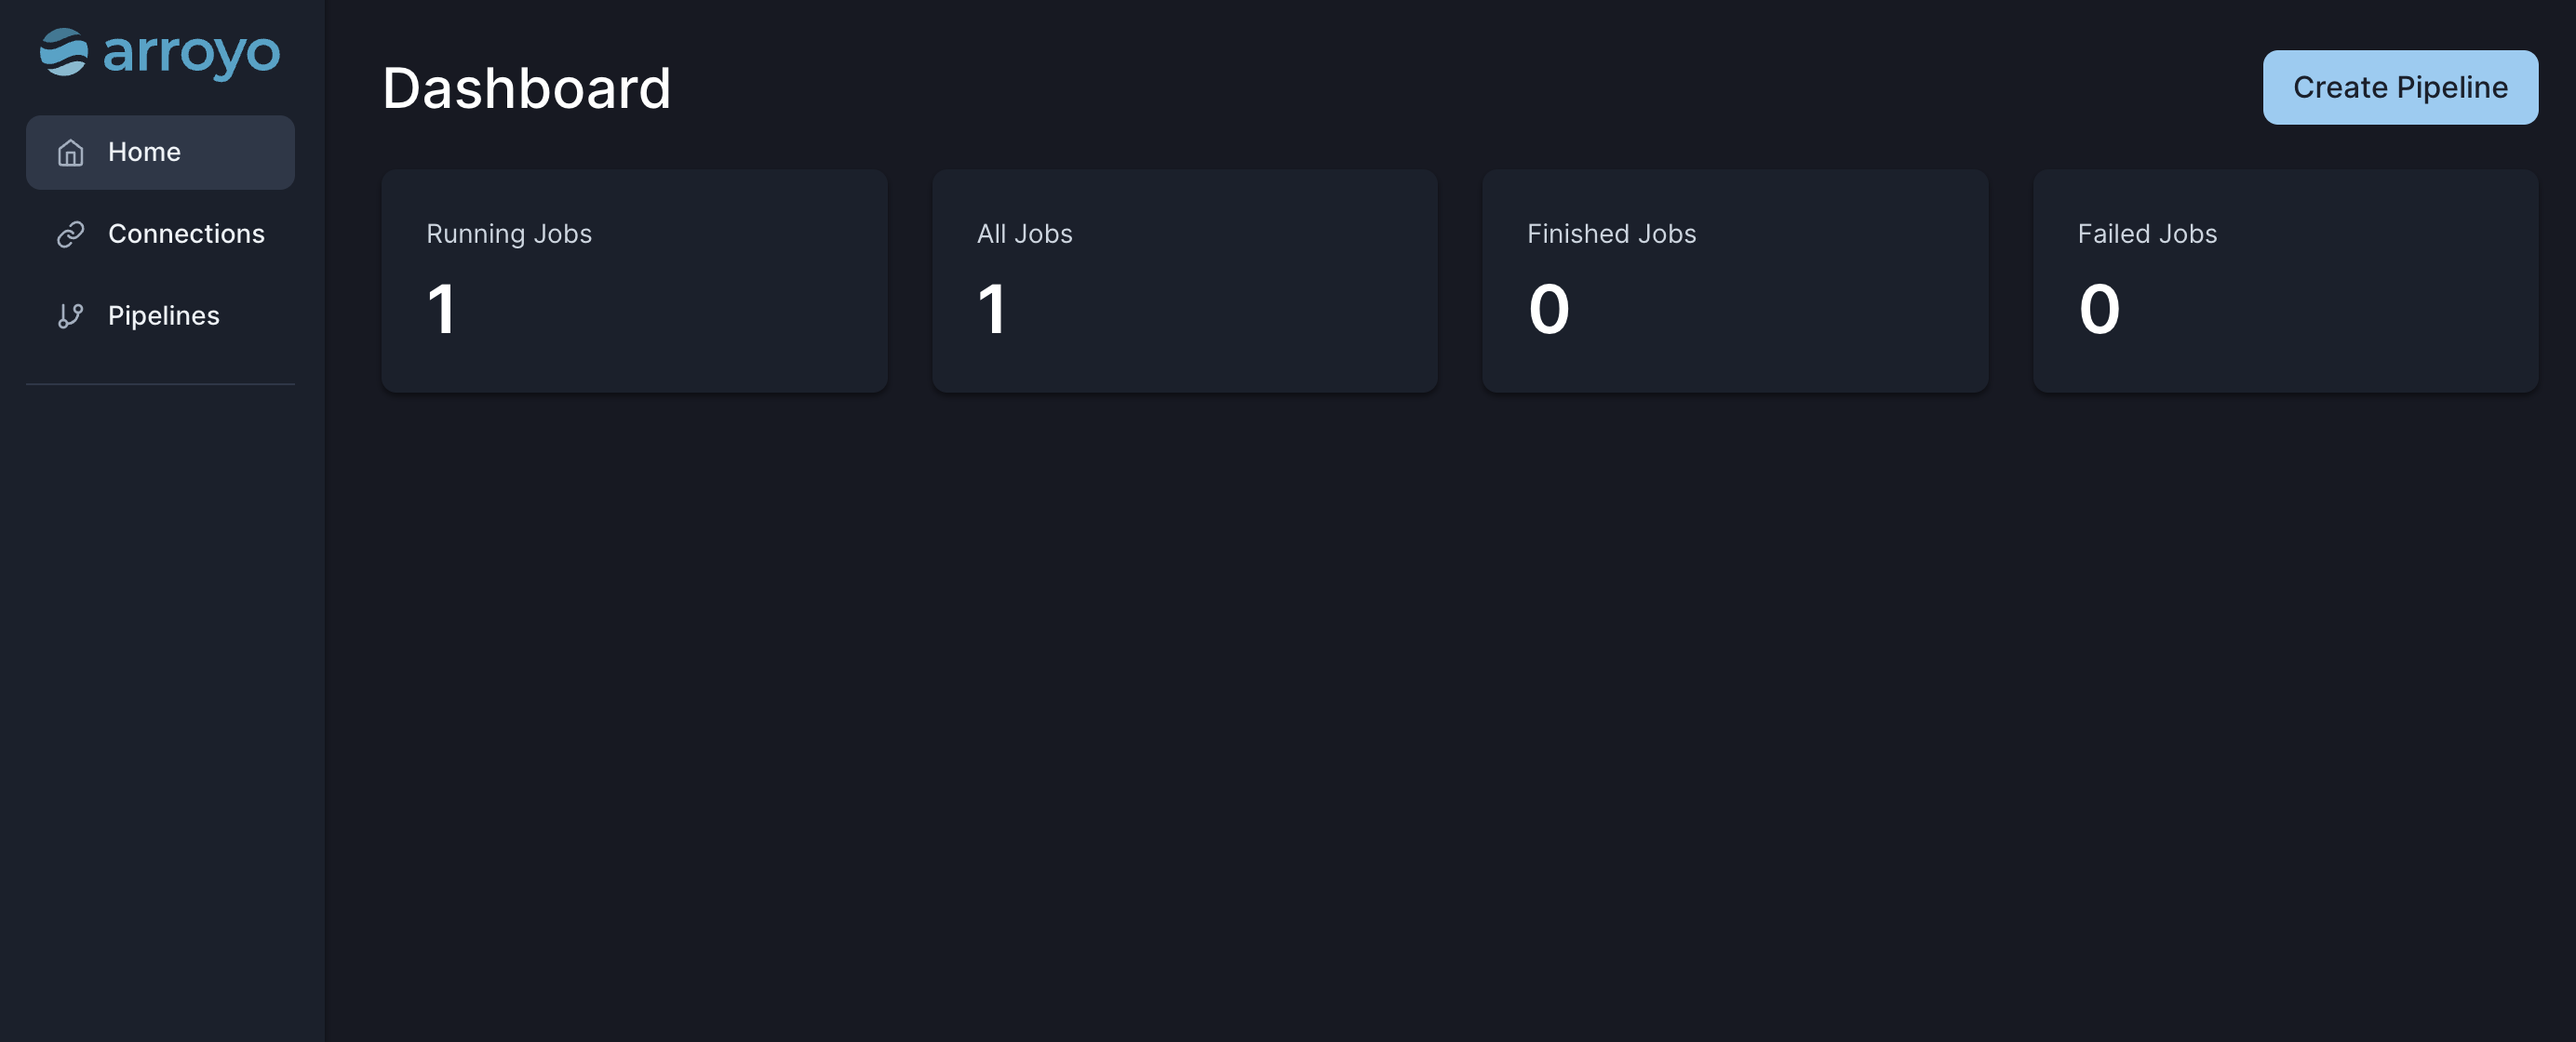 arroyo
Home
Connections
Pipelines
Dashboard
Create Pipeline
Running Jobs
1
All Jobs
1
Finished Jobs
0
Failed Jobs
0